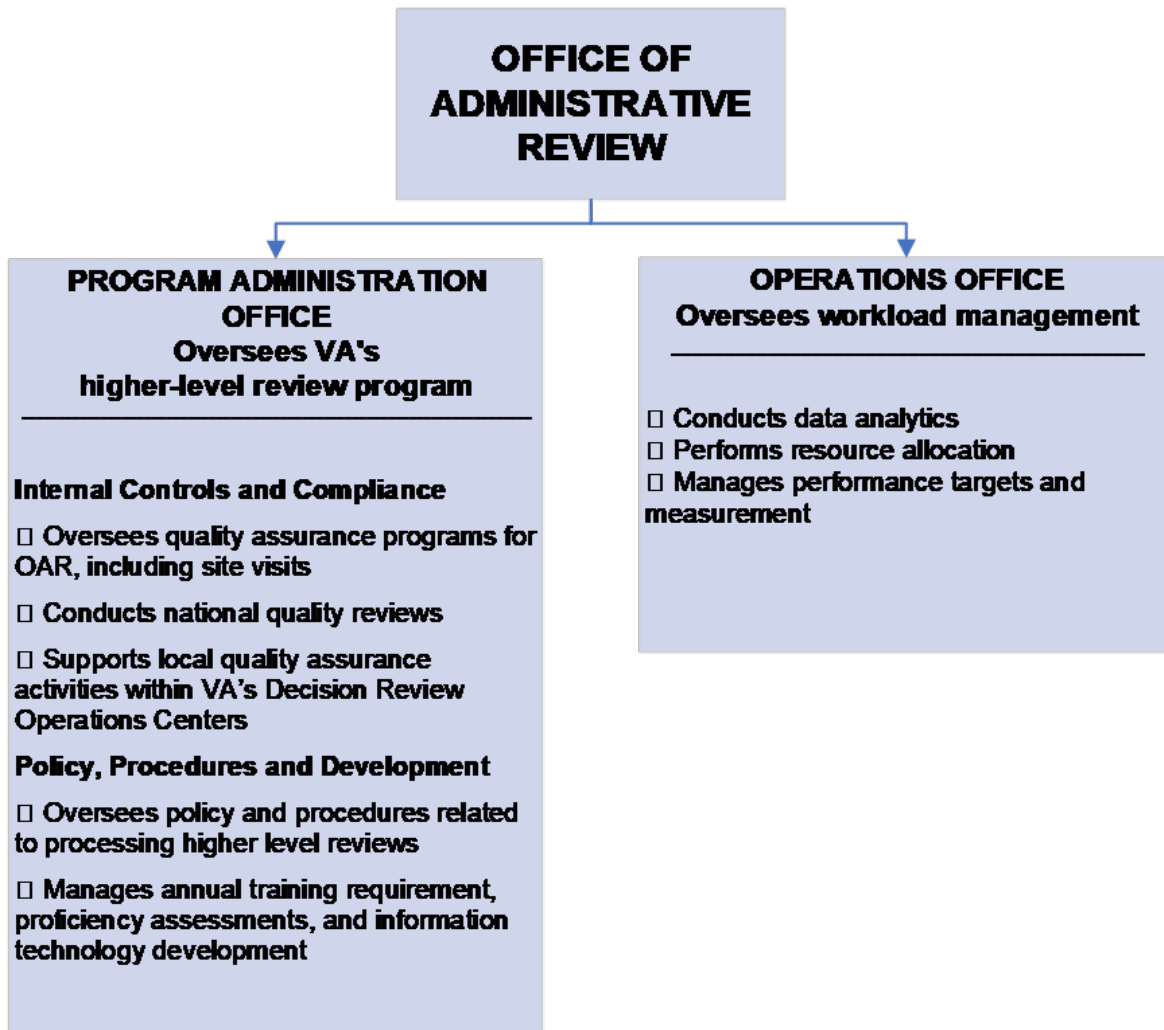 OFFICE OF
ADMINISTRATIVE
REVIEW
PROGRAM ADMINISTRATION
OFFICE
Oversees VA's
higher-level review program
Internal Controls and Compliance
□ Oversees quality assurance programs for
OAR, including site visits
□ Conducts national quality reviews
□ Supports local quality assurance
activities within VA's Decision Review
Operations Centers
Policy, Procedures and Development
□ Oversees policy and procedures related
to processing higher level reviews
□ Manages annual training requirement,
proficiency assessments, and information
technology development
OPERATIONS OFFICE
Oversees workload management
□ Conducts data analytics
□ Performs resource allocation
□ Manages performance targets and
measurement